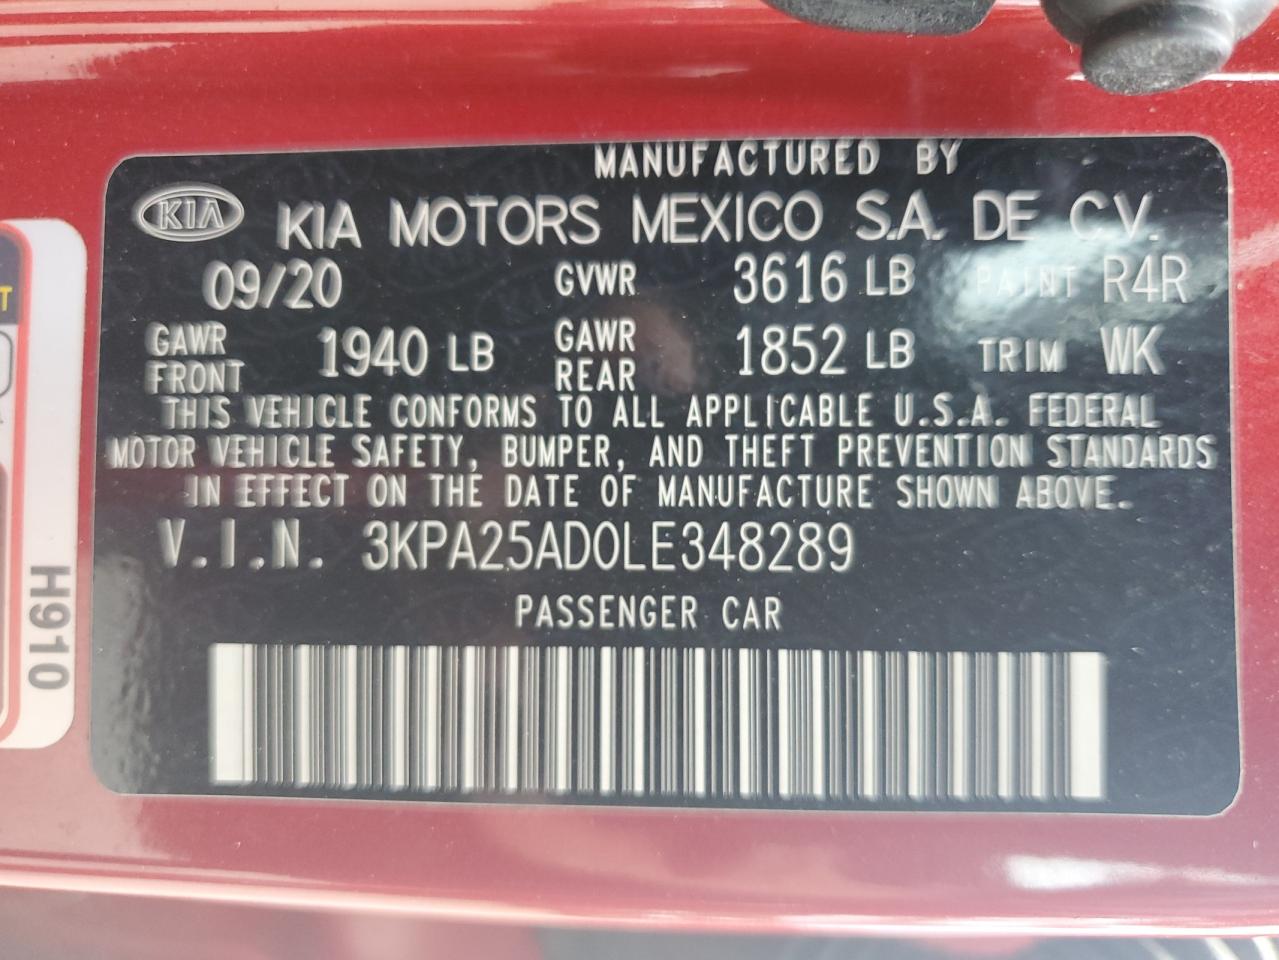 MANUFACTURED BY
KIA KIA MOTORS MEXICO S.A. DE C.V.
09/20 GVWR 3616 LB PAINT R4R
GAWR FRONT 1940 LB GAWR REAR 1852 LB TRIM WK
THIS VEHICLE CONFORMS TO ALL APPLICABLE U.S.A. FEDERAL
MOTOR VEHICLE SAFETY, BUMPER, AND THEFT PREVENTION STANDARDS
IN EFFECT ON THE DATE OF MANUFACTURE SHOWN ABOVE.
V.I.N. 3KPA25AD0LE348289
PASSENGER CAR
H910